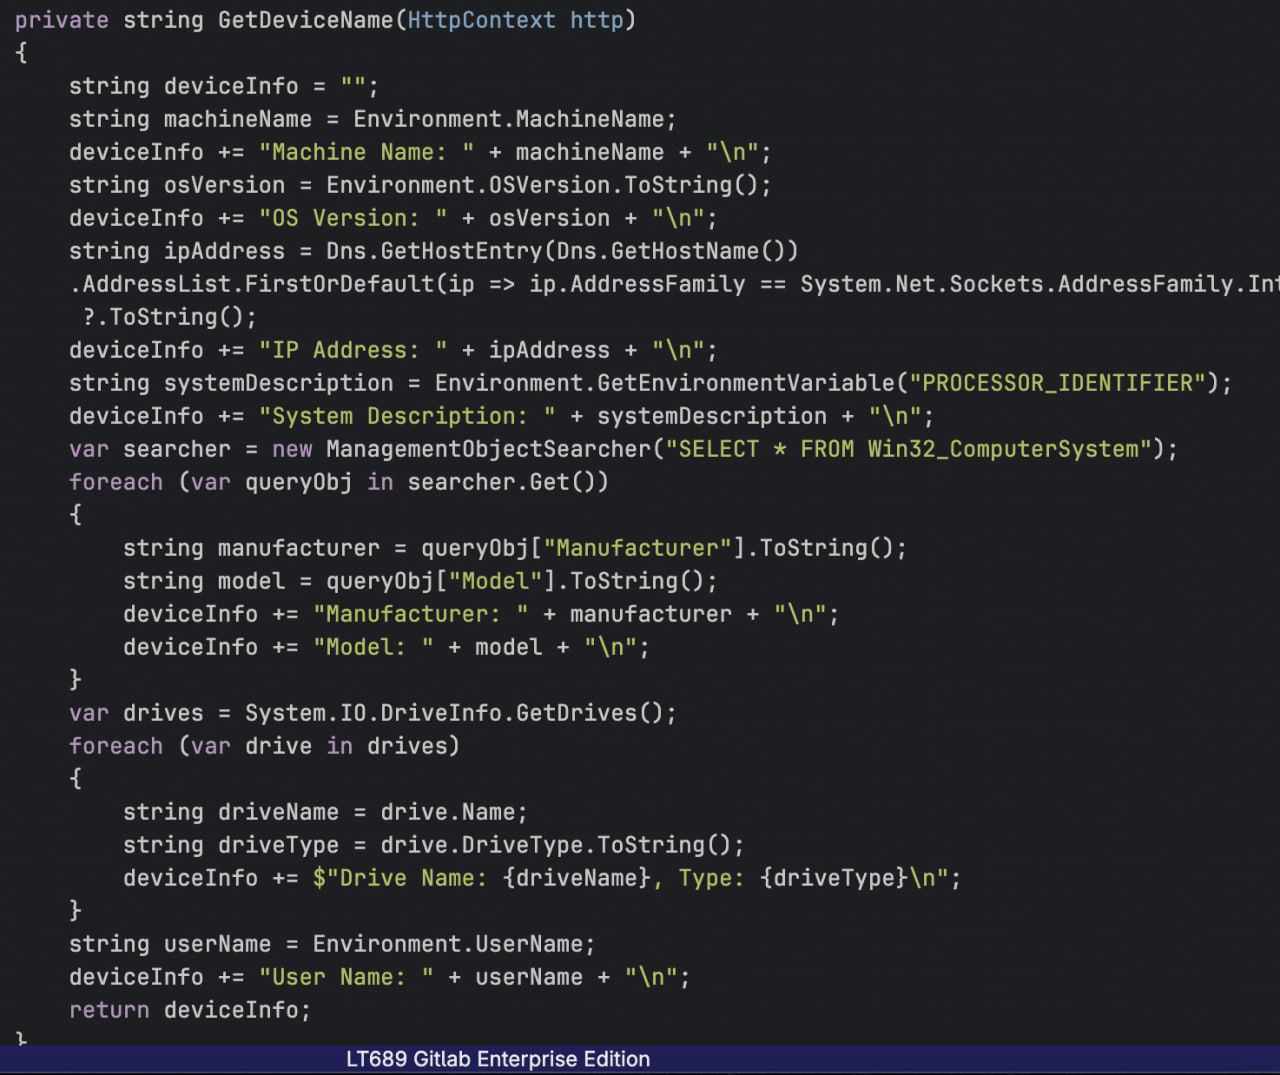 private string GetDeviceName(HttpContext http)
{
    string deviceInfo = "";
    string machineName = Environment.MachineName;
    deviceInfo += "Machine Name: " + machineName + "\n";
    string osVersion = Environment.OSVersion.ToString();
    deviceInfo += "OS Version: " + osVersion + "\n";
    string ipAddress = Dns.GetHostEntry(Dns.GetHostName())
    .AddressList.FirstOrDefault(ip => ip.AddressFamily == System.Net.Sockets.AddressFamily.Int
     ?.ToString();
    deviceInfo += "IP Address: " + ipAddress + "\n";
    string systemDescription = Environment.GetEnvironmentVariable("PROCESSOR_IDENTIFIER");
    deviceInfo += "System Description: " + systemDescription + "\n";
    var searcher = new ManagementObjectSearcher("SELECT * FROM Win32_ComputerSystem");
    foreach (var queryObj in searcher.Get())
    {
        string manufacturer = queryObj["Manufacturer"].ToString();
        string model = queryObj["Model"].ToString();
        deviceInfo += "Manufacturer: " + manufacturer + "\n";
        deviceInfo += "Model: " + model + "\n";
    }
    var drives = System.IO.DriveInfo.GetDrives();
    foreach (var drive in drives)
    {
        string driveName = drive.Name;
        string driveType = drive.DriveType.ToString();
        deviceInfo += $"Drive Name: {driveName}, Type: {driveType}\n";
    }
    string userName = Environment.UserName;
    deviceInfo += "User Name: " + userName + "\n";
    return deviceInfo;
}
LT689 Gitlab Enterprise Edition